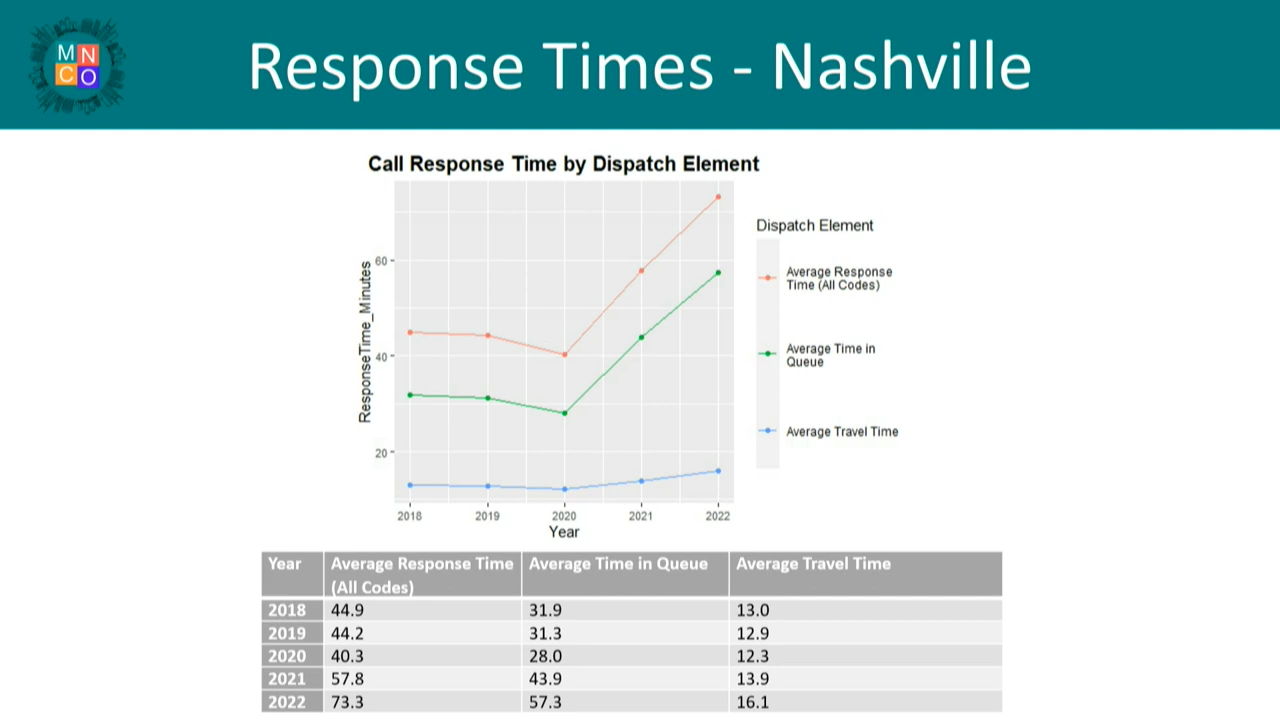 MN
CO
Response Times - Nashville
Call Response Time by Dispatch Element
ResponseTime_Minutes
60
40
20
2018 2019 2020 2021 2022
Year
Dispatch Element
Average Response
Time (All Codes)
Average Time in
Queue
Average Travel Time
Year Average Response Time Average Time in Queue Average Travel Time
(All Codes)
2018 44.9 31.9 13.0
2019 44.2 31.3 12.9
2020 40.3 28.0 12.3
2021 57.8 43.9 13.9
2022 73.3 57.3 16.1